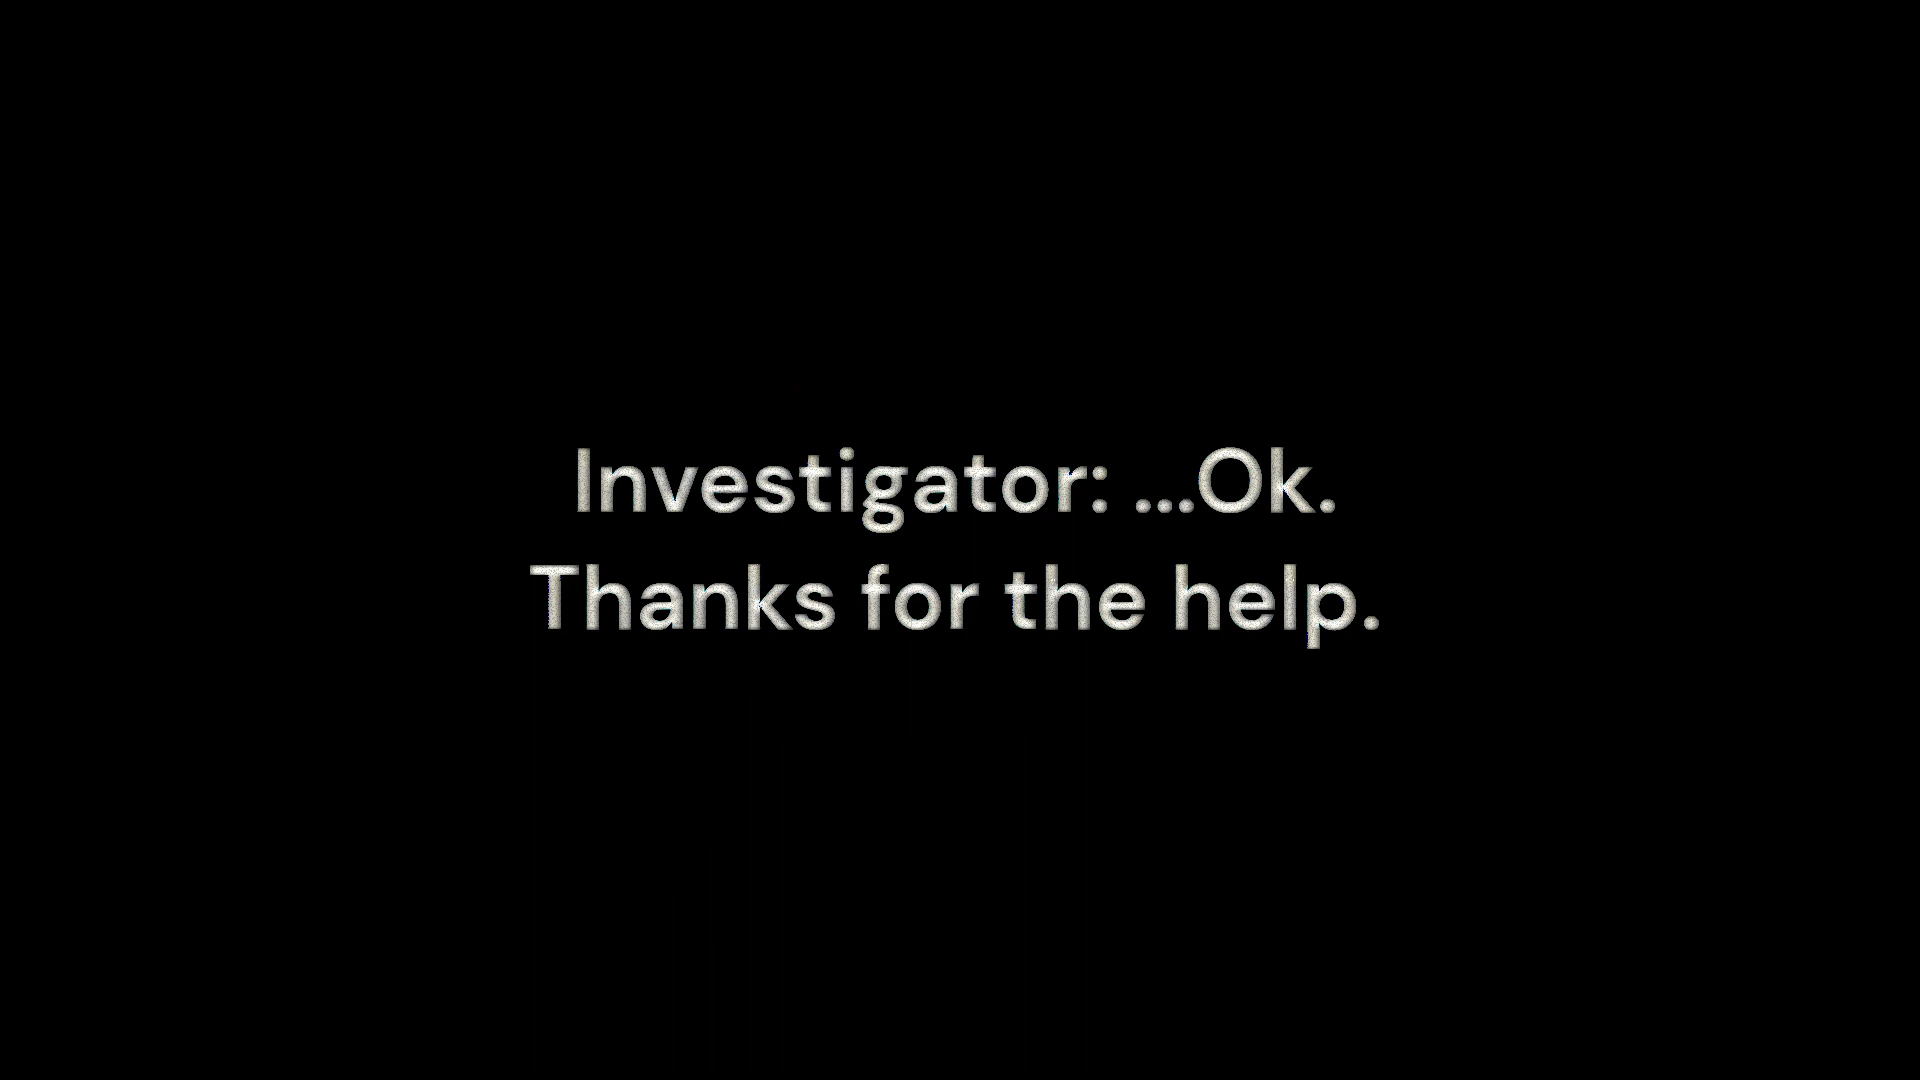 Investigator: ...Ok.
Thanks for the help.